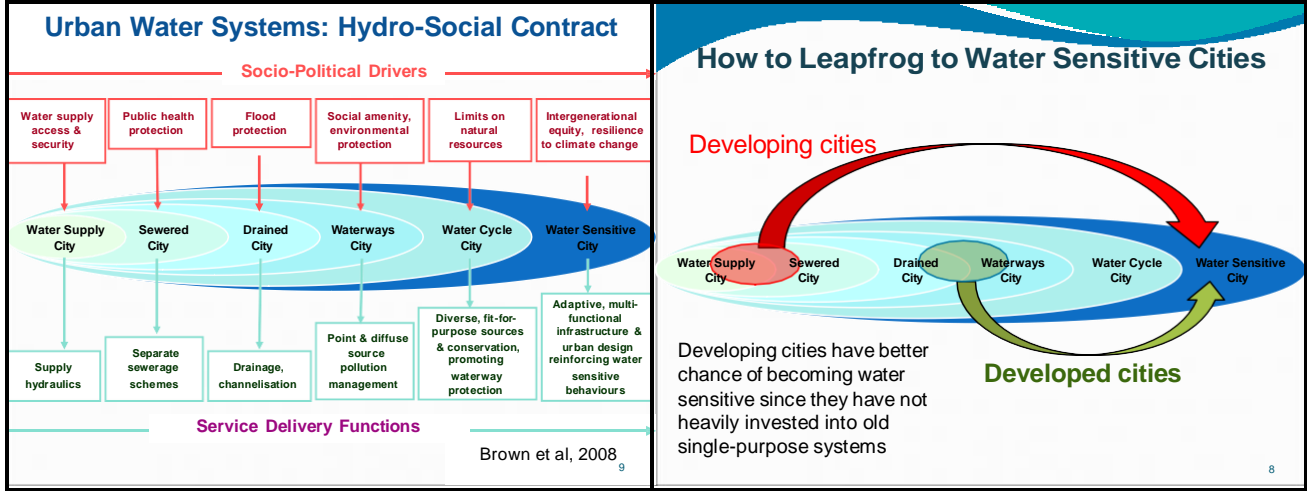 Urban Water Systems: Hydro-Social Contract
Socio-Political Drivers
Water supply
access &
security
Public health
protection
Flood
protection
Social amenity,
environmental
protection
Limits on
natural
resources
Intergenerational
equity, resilience
to climate change
Water Supply
City
Sewered
City
Drained
City
Waterways
City
Water Cycle
City
Water Sensitive
City
Supply
hydraulics
Separate
sewerage
schemes
Drainage,
channelisation
Point & diffuse
source
pollution
management
Diverse, fit-for-
purpose sources
& conservation,
promoting
waterway
protection
Adaptive, multi-
functional
infrastructure &
urban design
reinforcing water
sensitive
behaviours
Service Delivery Functions
Brown et al, 2008
9
How to Leapfrog to Water Sensitive Cities
Developing cities
Water Supply
City
Sewered
City
Drained
City
Waterways
City
Water Cycle
City
Water Sensitive
City
Developing cities have better
chance of becoming water
sensitive since they have not
heavily invested into old
single-purpose systems
Developed cities
8